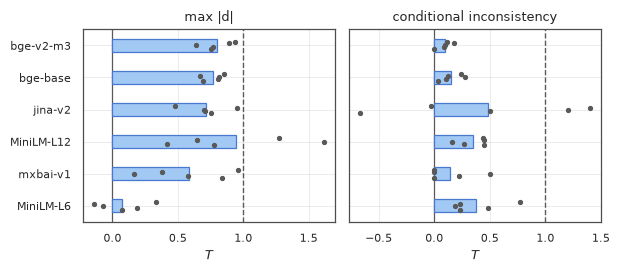 max |d|
conditional inconsistency
bge-v2-m3
bge-base
jina-v2
MiniLM-L12
mxbai-v1
MiniLM-L6
0.0 0.5 1.0 1.5
−0.5 0.0 0.5 1.0 1.5
T
T